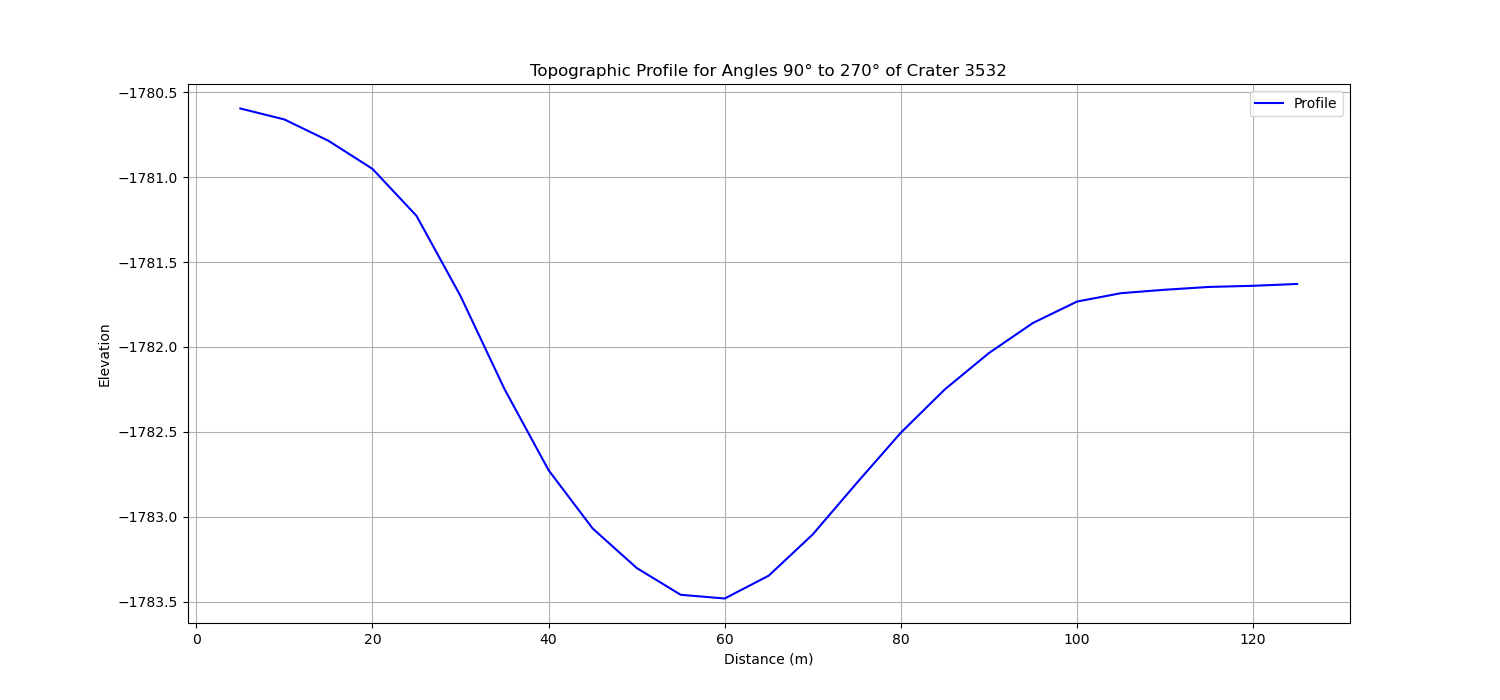 Topographic Profile for Angles 90° to 270° of Crater 3532
Profile
−1780.5
−1781.0
−1781.5
−1782.0
−1782.5
−1783.0
−1783.5
Elevation
0 20 40 60 80 100 120
Distance (m)